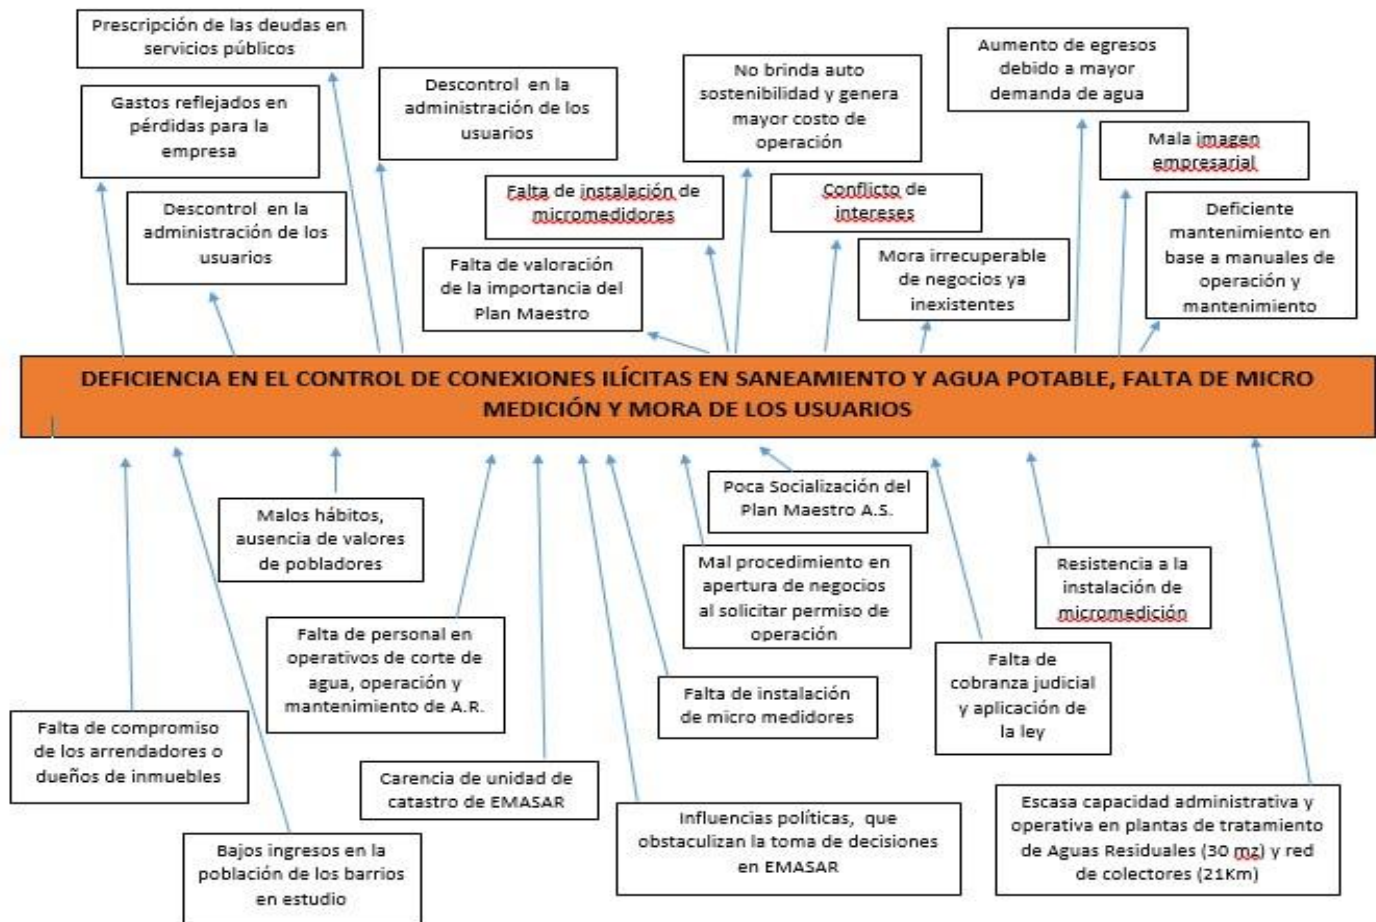 Prescripción de las deudas en
servicios públicos
Gastos reflejados en
pérdidas para la
empresa
Descontrol en la
administración de los
usuarios
Descontrol en la
administración de los
usuarios
Falta de instalación de
micromedidores
Falta de valoración
de la importancia del
Plan Maestro
No brinda auto
sostenibilidad y genera
mayor costo de
operación
Conflicto de
intereses
Mora irrecuperable
de negocios ya
inexistentes
Aumento de egresos
debido a mayor
demanda de agua
Mala imagen
empresarial
Deficiente
mantenimiento en
base a manuales de
operación y
mantenimiento
DEFICIENCIA EN EL CONTROL DE CONEXIONES ILÍCITAS EN SANEAMIENTO Y AGUA POTABLE, FALTA DE MICRO
MEDICIÓN Y MORA DE LOS USUARIOS
Malos hábitos,
ausencia de valores
de pobladores
Poca Socialización del
Plan Maestro A.S.
Mal procedimiento en
apertura de negocios
al solicitar permiso de
operación
Resistencia a la
instalación de
micromedición
Falta de personal en
operativos de corte de
agua, operación y
mantenimiento de A.R.
Falta de instalación
de micro medidores
Falta de
cobranza judicial
y aplicación de
la ley
Falta de compromiso
de los arrendadores o
dueños de inmuebles
Carencia de unidad de
catastro de EMASAR
Influencias políticas, que
obstaculizan la toma de decisiones
en EMASAR
Escasa capacidad administrativa y
operativa en plantas de tratamiento
de Aguas Residuales (30 mz) y red
de colectores (21Km)
Bajos ingresos en la
población de los barrios
en estudio